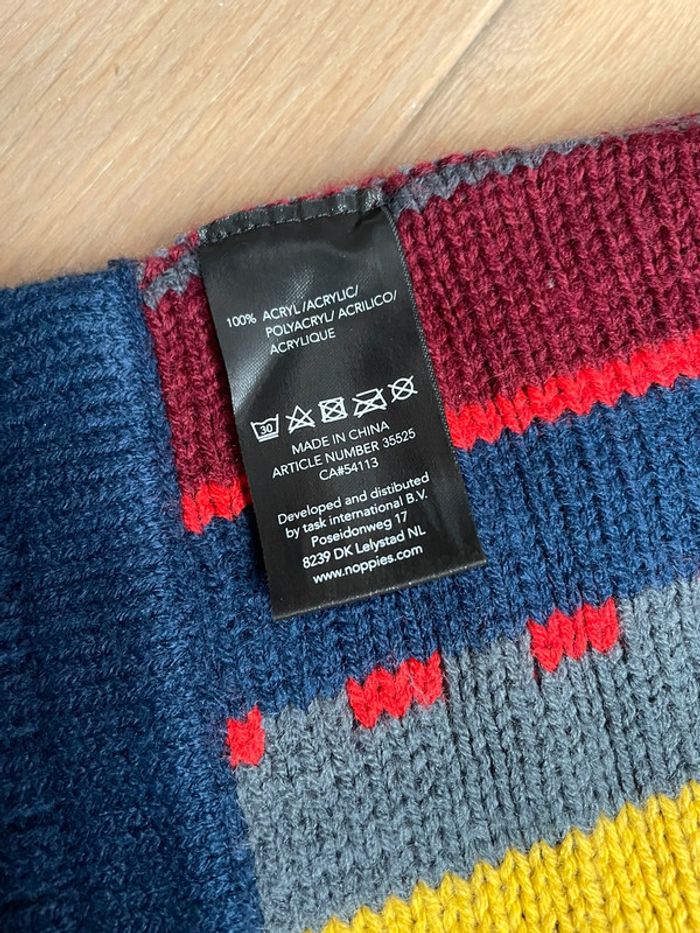 100% ACRYL/ACRYLIC/
POLYACRYL/ ACRILICO/
ACRYLIQUE
30
MADE IN CHINA
ARTICLE NUMBER 35525
CA#54113
Developed and distibuted
by task international B.V.
Poseidonweg 17
8239 DK Lelystad NL
www.noppies.com